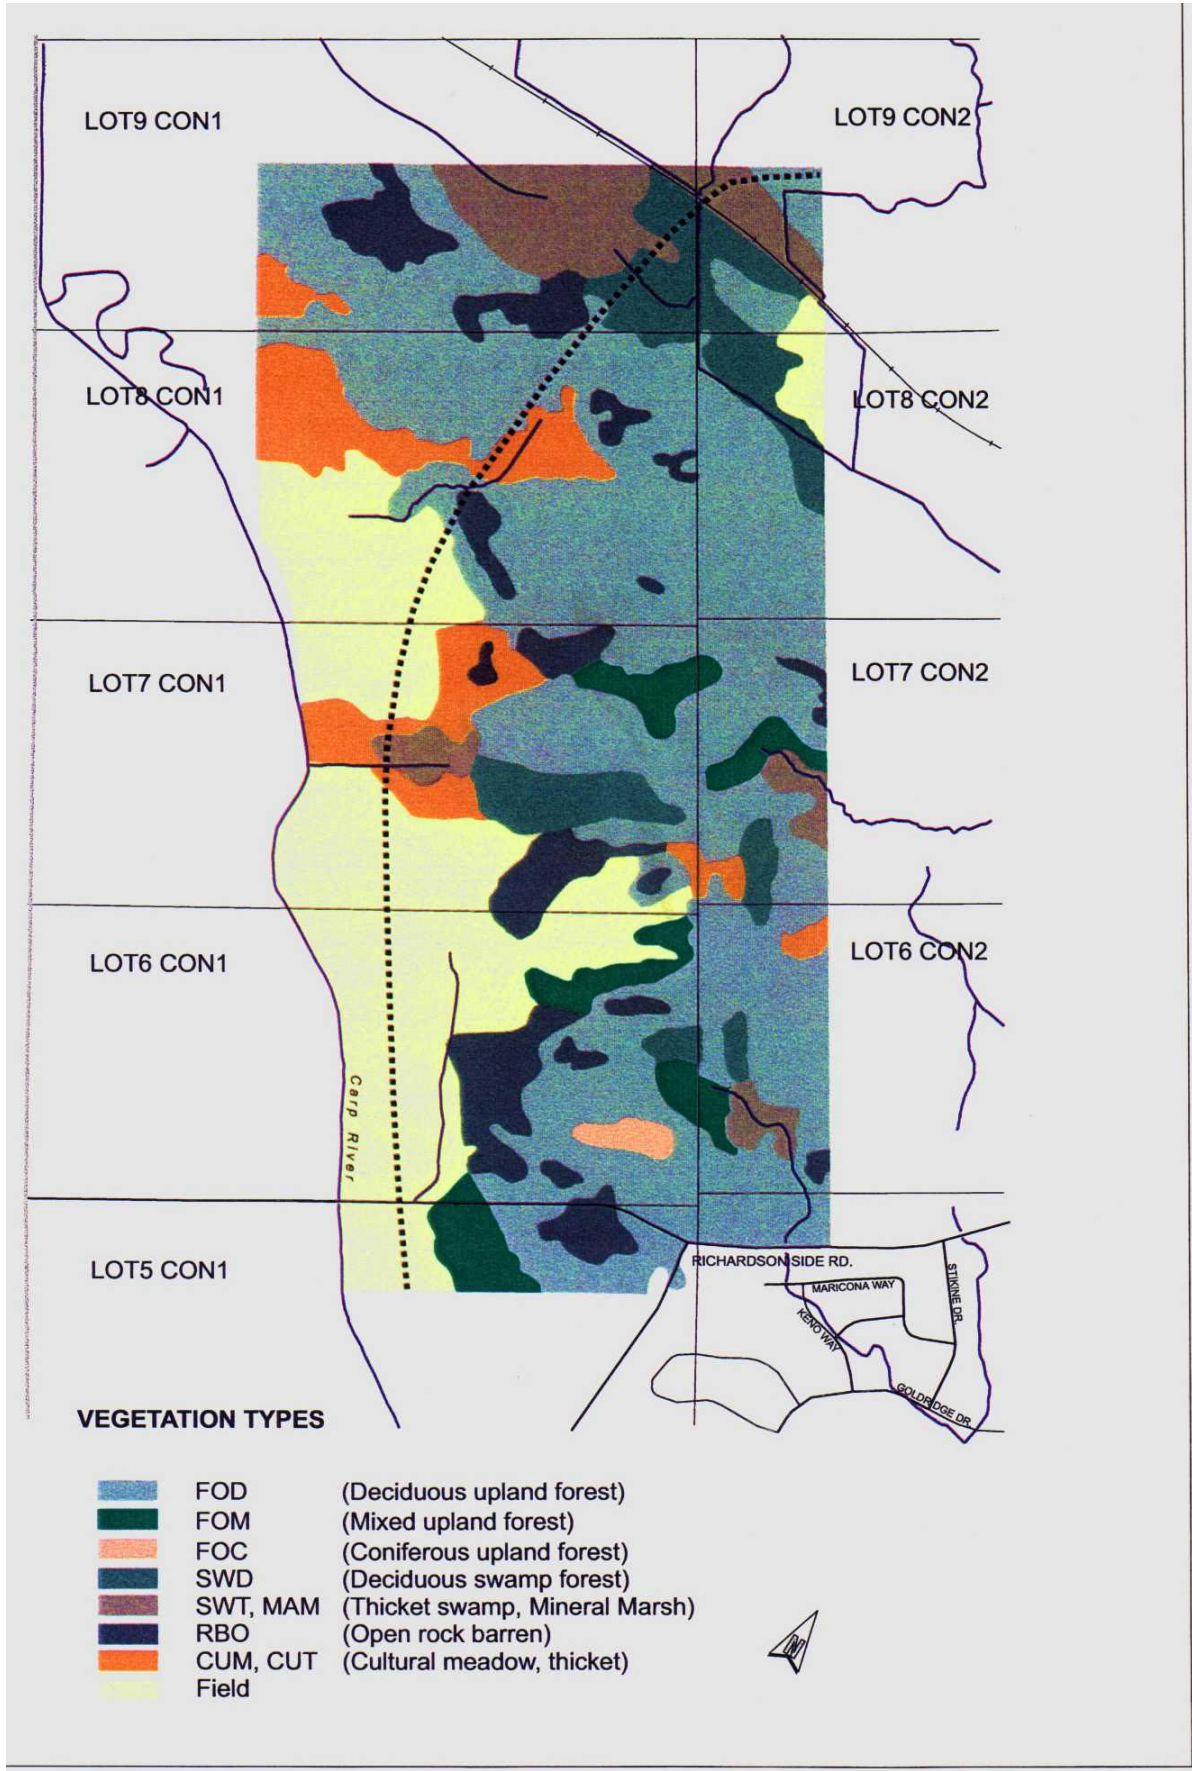 LOT9 CON1
LOT9 CON2
LOT8 CON1
LOT8 CON2
LOT7 CON1
LOT7 CON2
LOT6 CON1
LOT6 CON2
Carp River
LOT5 CON1
RICHARDSON SIDE RD.
MARICONA WAY
STIKINE DR.
KENO WAY
GOLDRIDGE DR.
VEGETATION TYPES
FOD (Deciduous upland forest)
FOM (Mixed upland forest)
FOC (Coniferous upland forest)
SWD (Deciduous swamp forest)
SWT, MAM (Thicket swamp, Mineral Marsh)
RBO (Open rock barren)
CUM, CUT (Cultural meadow, thicket)
Field
N